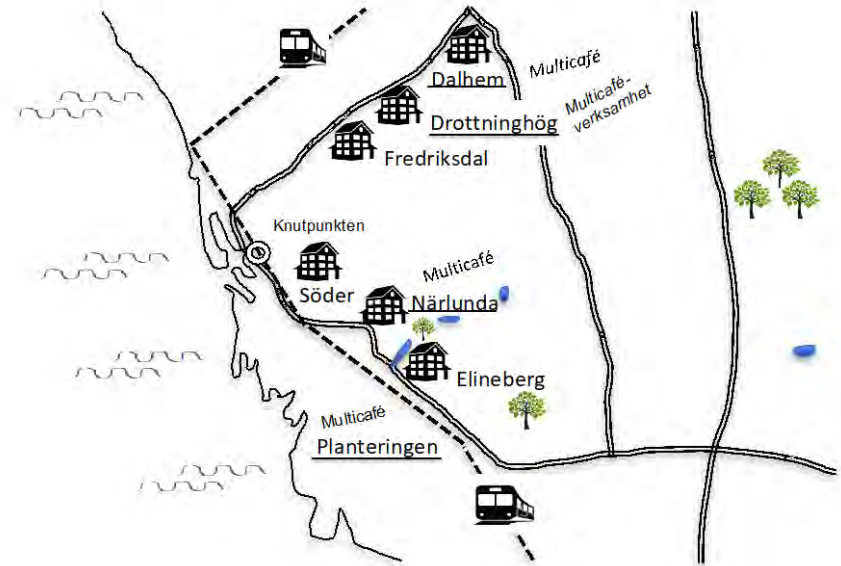 Dalhem
Multicafé
Drottninghög
Multicafé-
verksamhet
Fredriksdal
Knutpunkten
Söder
Multicafé
Närlunda
Elineberg
Multicafé
Planteringen